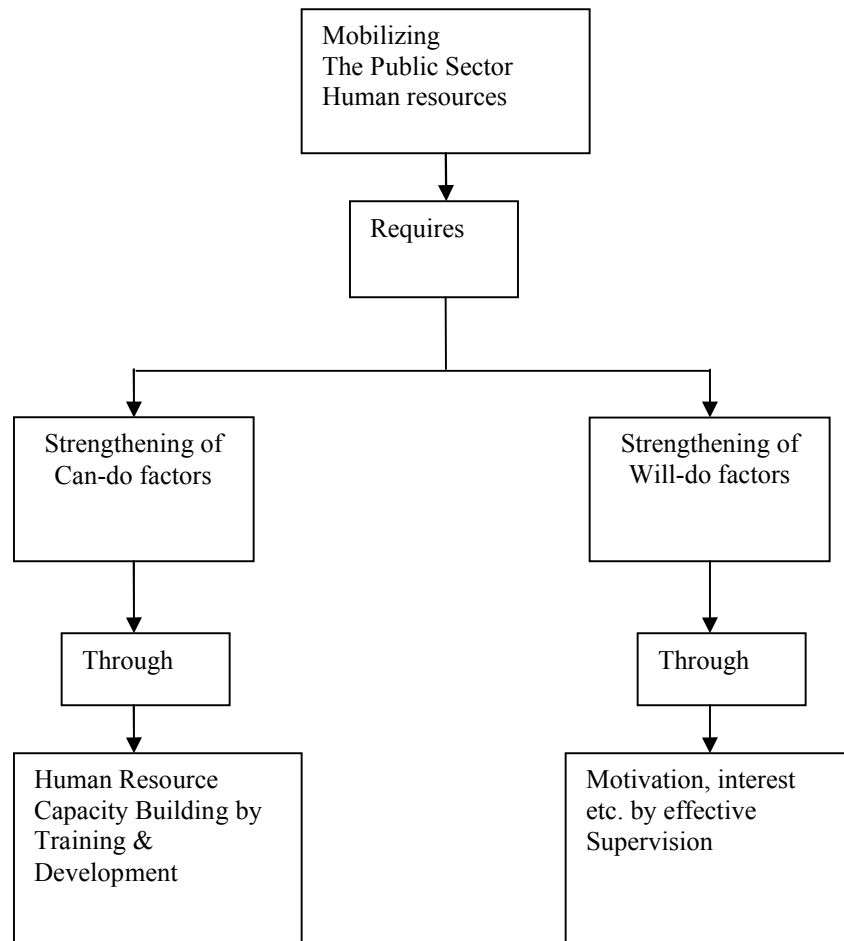 Mobilizing
The Public Sector
Human resources
Requires
Strengthening of
Can-do factors
Strengthening of
Will-do factors
Through
Through
Human Resource
Capacity Building by
Training &
Development
Motivation, interest
etc. by effective
Supervision